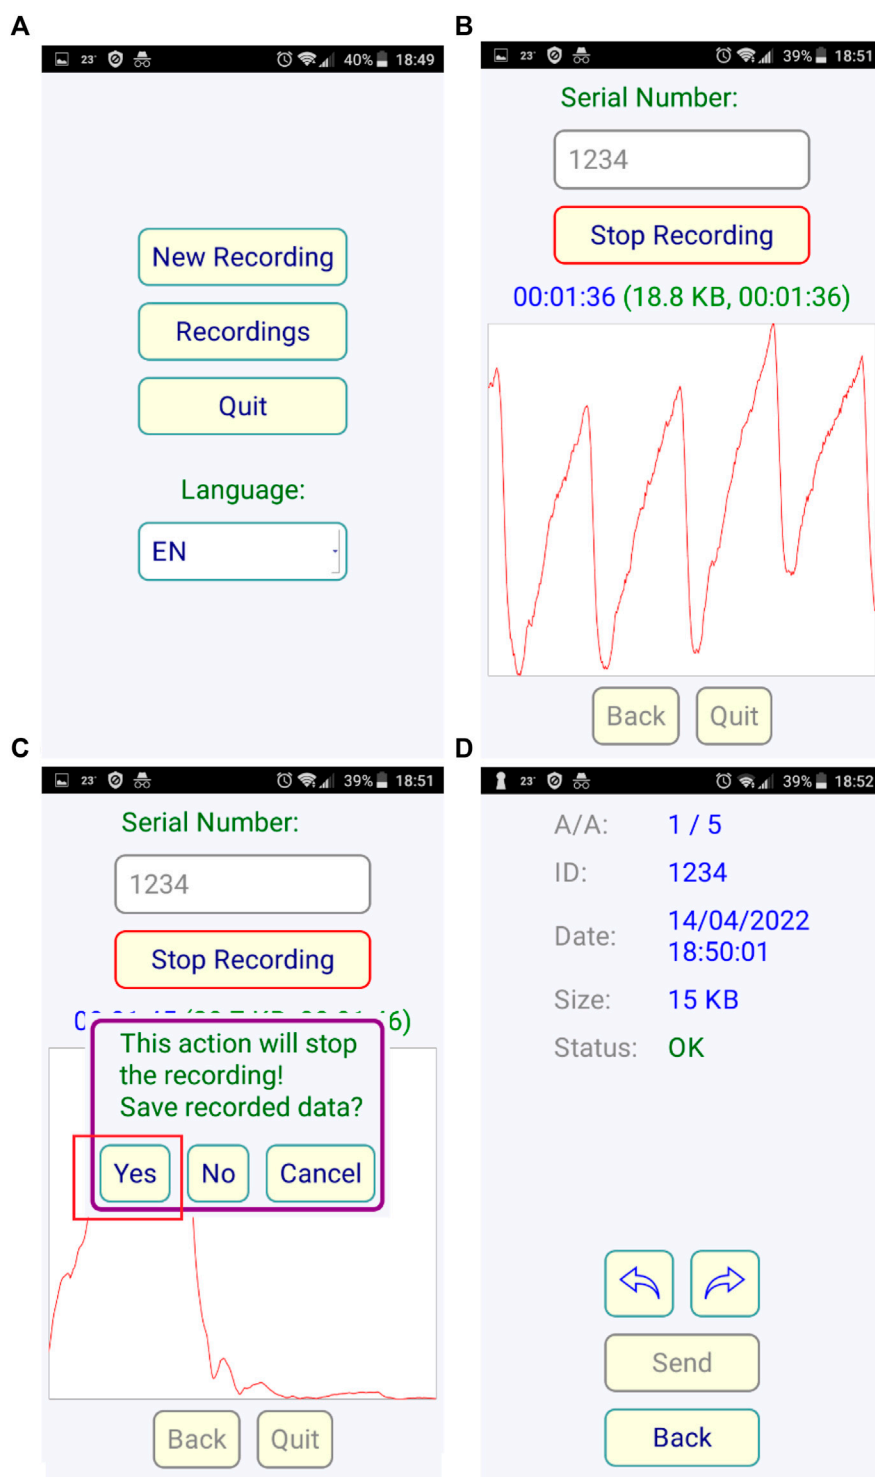 A
23° 40% 18:49
New Recording
Recordings
Quit
Language:
EN
B
23° 39% 18:51
Serial Number:
1234
Stop Recording
00:01:36 (18.8 KB, 00:01:36)
Back Quit
C
23° 39% 18:51
Serial Number:
1234
Stop Recording
This action will stop
the recording!
Save recorded data?
Yes No Cancel
Back Quit
D
23° 39% 18:52
A/A: 1 / 5
ID: 1234
Date: 14/04/2022
18:50:01
Size: 15 KB
Status: OK
Send
Back